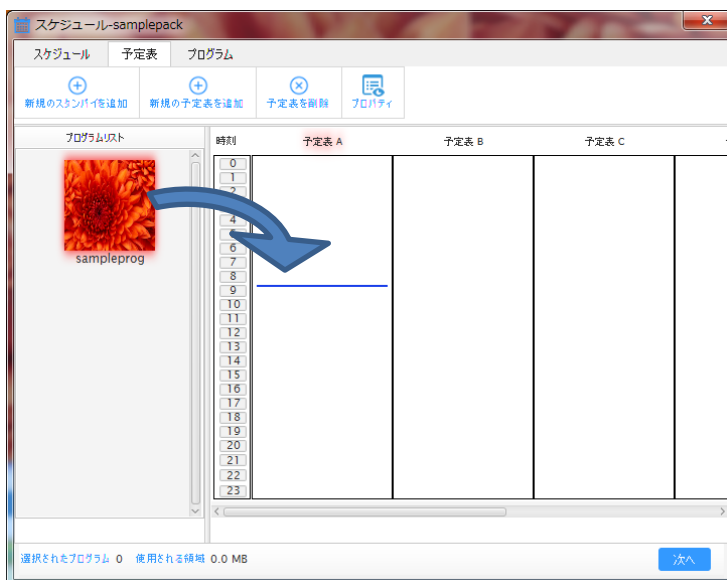 スケジュール-samplepack
スケジュール 予定表 プログラム
新規のスタンバイを追加 新規の予定表を追加 予定表を削除 プロパティ
プログラムリスト
時刻 予定表 A 予定表 B 予定表 C
sampleprog
0
1
2
4
5
6
7
8
9
10
11
12
13
14
15
16
17
18
19
20
21
22
23
選択されたプログラム 0 使用される領域 0.0 MB
次へ